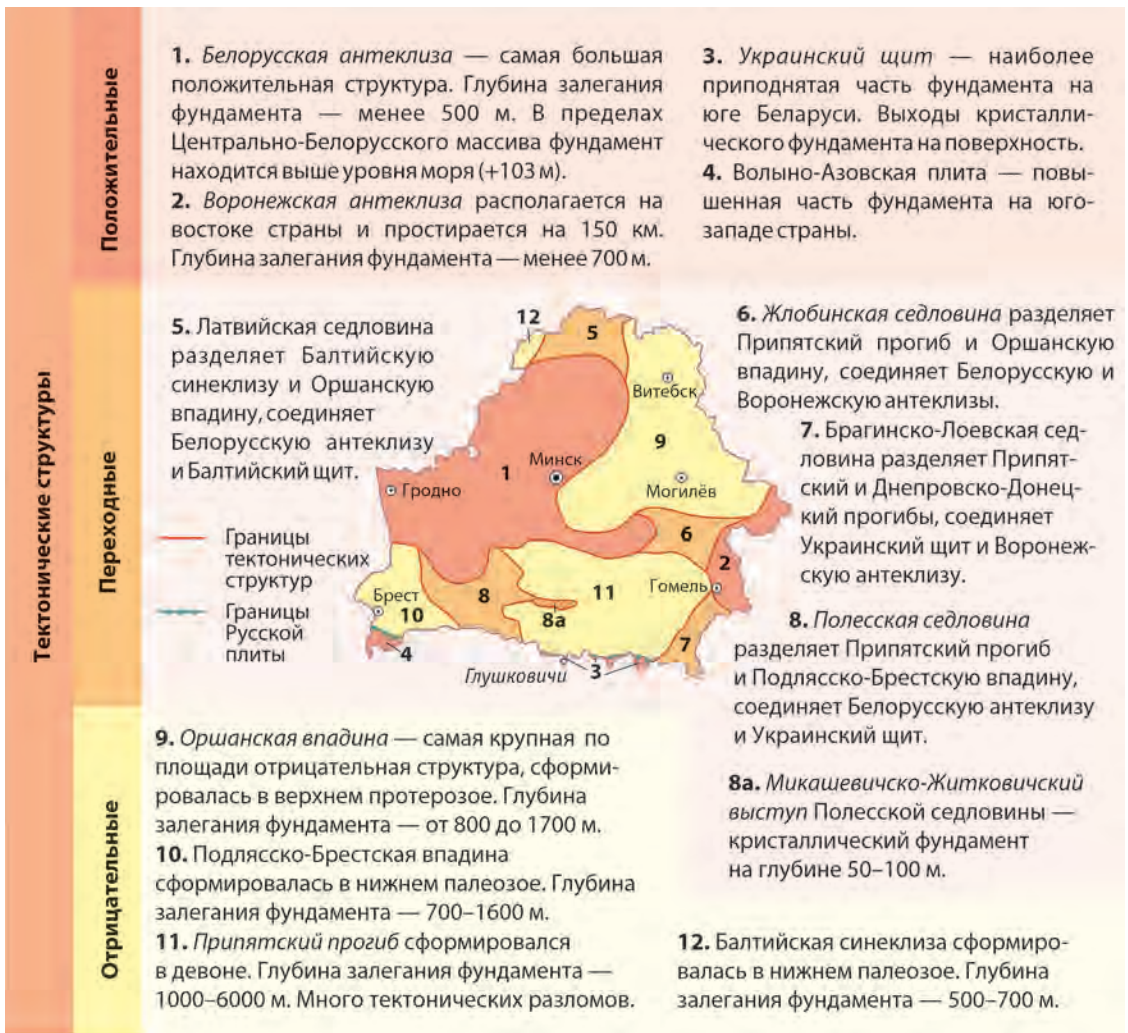 Тектонические структуры
Положительные
1. Белорусская антеклиза — самая большая
положительная структура. Глубина залегания
фундамента — менее 500 м. В пределах
Центрально-Белорусского массива фундамент
находится выше уровня моря (+103 м).
2. Воронежская антеклиза располагается на
востоке страны и простирается на 150 км.
Глубина залегания фундамента — менее 700 м.
3. Украинский щит — наиболее
приподнятая часть фундамента на
юге Беларуси. Выходы кристалли-
ческого фундамента на поверхность.
4. Волыно-Азовская плита — повы-
шенная часть фундамента на юго-
западе страны.
Переходные
5. Латвийская седловина
разделяет Балтийскую
синеклизу и Оршанскую
впадину, соединяет
Белорусскую антеклизу
и Балтийский щит.
Границы
тектонических
структур
Границы
Русской
плиты
12
5
Витебск
9
Минск
1
Могилёв
Гродно
6
2
Гомель
11
8
8а
Брест
10
7
4
3
Глушковичи
6. Жлобинская седловина разделяет
Припятский прогиб и Оршанскую
впадину, соединяет Белорусскую и
Воронежскую антеклизы.
7. Брагинско-Лоевская сед-
ловина разделяет Припят-
ский и Днепровско-Донец-
кий прогибы, соединяет
Украинский щит и Воронеж-
скую антеклизу.
8. Полесская седловина
разделяет Припятский прогиб
и Подлясско-Брестскую впадину,
соединяет Белорусскую антеклизу
и Украинский щит.
8а. Микашевичско-Житковичский
выступ Полесской седловины —
кристаллический фундамент
на глубине 50–100 м.
Отрицательные
9. Оршанская впадина — самая крупная по
площади отрицательная структура, сформи-
ровалась в верхнем протерозое. Глубина
залегания фундамента — от 800 до 1700 м.
10. Подлясско-Брестская впадина
сформировалась в нижнем палеозое. Глубина
залегания фундамента — 700–1600 м.
11. Припятский прогиб сформировался
в девоне. Глубина залегания фундамента —
1000–6000 м. Много тектонических разломов.
12. Балтийская синеклиза сформиро-
валась в нижнем палеозое. Глубина
залегания фундамента — 500–700 м.